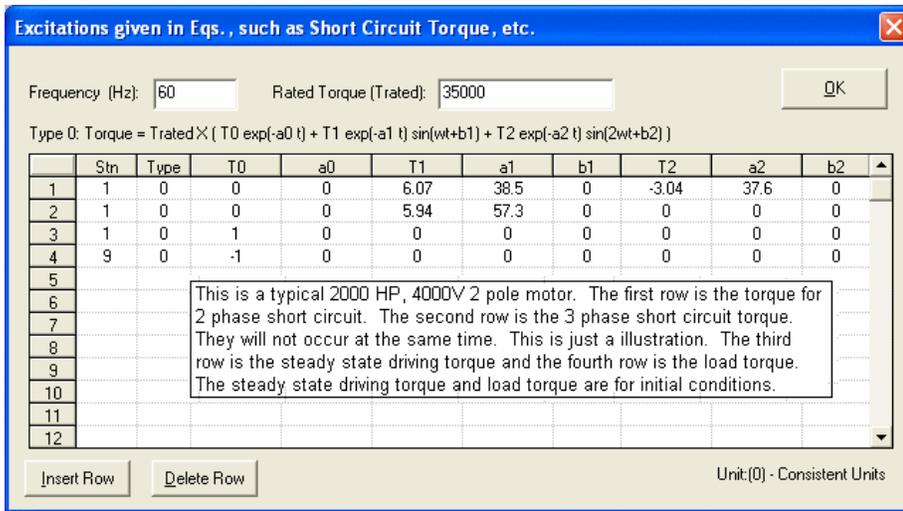 Excitations given in Eqs., such as Short Circuit Torque, etc.
Frequency (Hz): 60 Rated Torque (Trated): 35000 OK
Type 0: Torque = Trated X ( T0 exp(-a0 t) + T1 exp(-a1 t) sin(wt+b1) + T2 exp(-a2 t) sin(2wt+b2) )
Stn Type T0 a0 T1 a1 b1 T2 a2 b2
1 1 0 0 0 6.07 38.5 0 -3.04 37.6 0
2 1 0 0 0 5.94 57.3 0 0 0 0
3 1 0 1 0 0 0 0 0 0 0
4 9 0 -1 0 0 0 0 0 0 0
5
6
7
8
9
10
11
12
This is a typical 2000 HP, 4000V 2 pole motor. The first row is the torque for
2 phase short circuit. The second row is the 3 phase short circuit torque.
They will not occur at the same time. This is just a illustration. The third
row is the steady state driving torque and the fourth row is the load torque.
The steady state driving torque and load torque are for initial conditions.
Insert Row Delete Row Unit:(0) - Consistent Units